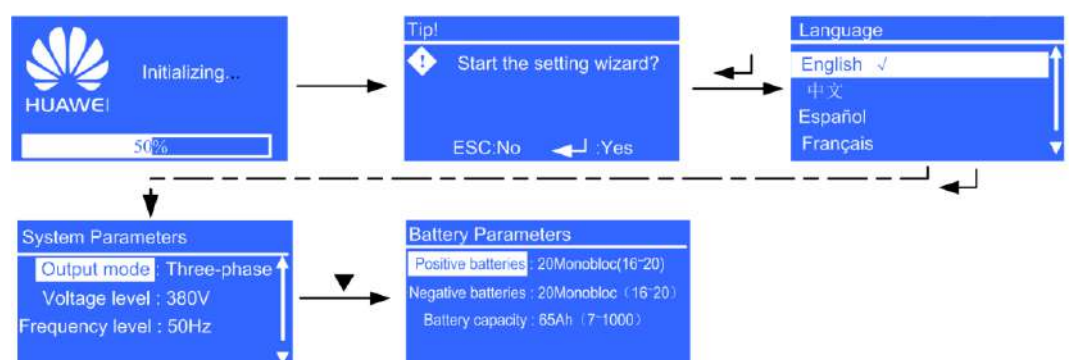 HUAWEI
Initializing...
50%
Tip!
! Start the setting wizard?
ESC:No :Yes
Language
English √
中文
Español
Français
System Parameters
Output mode : Three-phase
Voltage level : 380V
Frequency level : 50Hz
Battery Parameters
Positive batteries : 20Monobloc(16~20)
Negative batteries : 20Monobloc（16~20）
Battery capacity : 65Ah（7~1000）